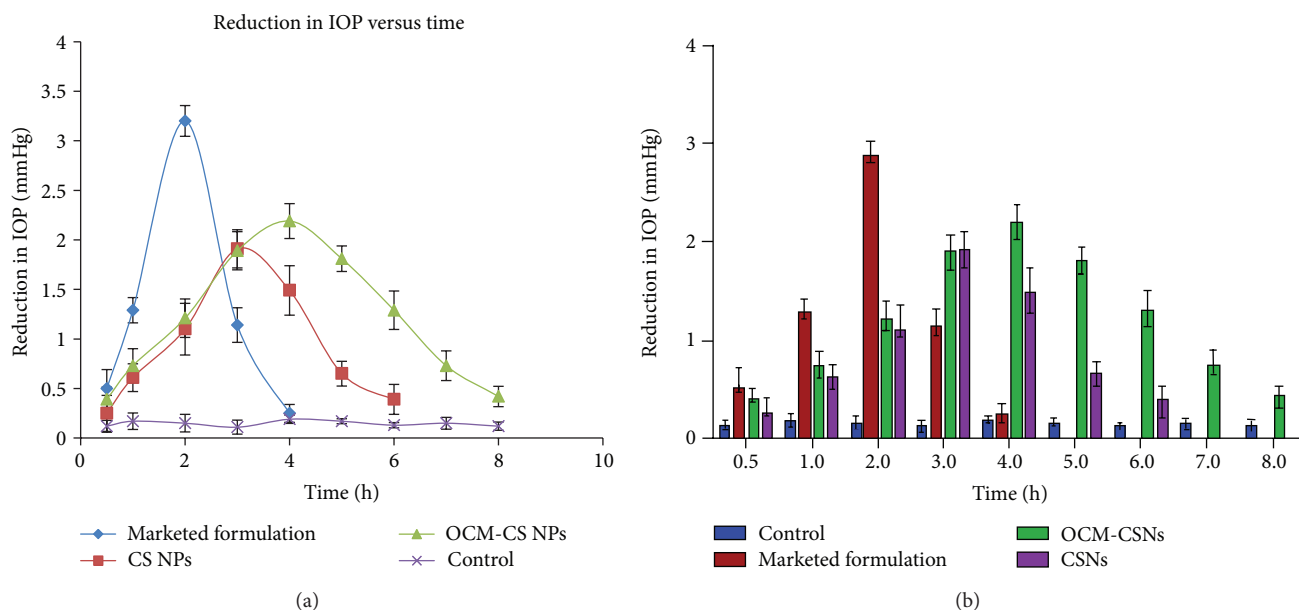 Reduction in IOP versus time
Reduction in IOP (mmHg)
4
3.5
3
2.5
2
1.5
1
0.5
0
0 2 4 6 8 10
Time (h)
Marketed formulation
OCM-CS NPs
CS NPs
Control
(a)
Reduction in IOP (mmHg)
4
3
2
1
0
0.5 1.0 2.0 3.0 4.0 5.0 6.0 7.0 8.0
Time (h)
Control
OCM-CSNs
Marketed formulation
CSNs
(b)